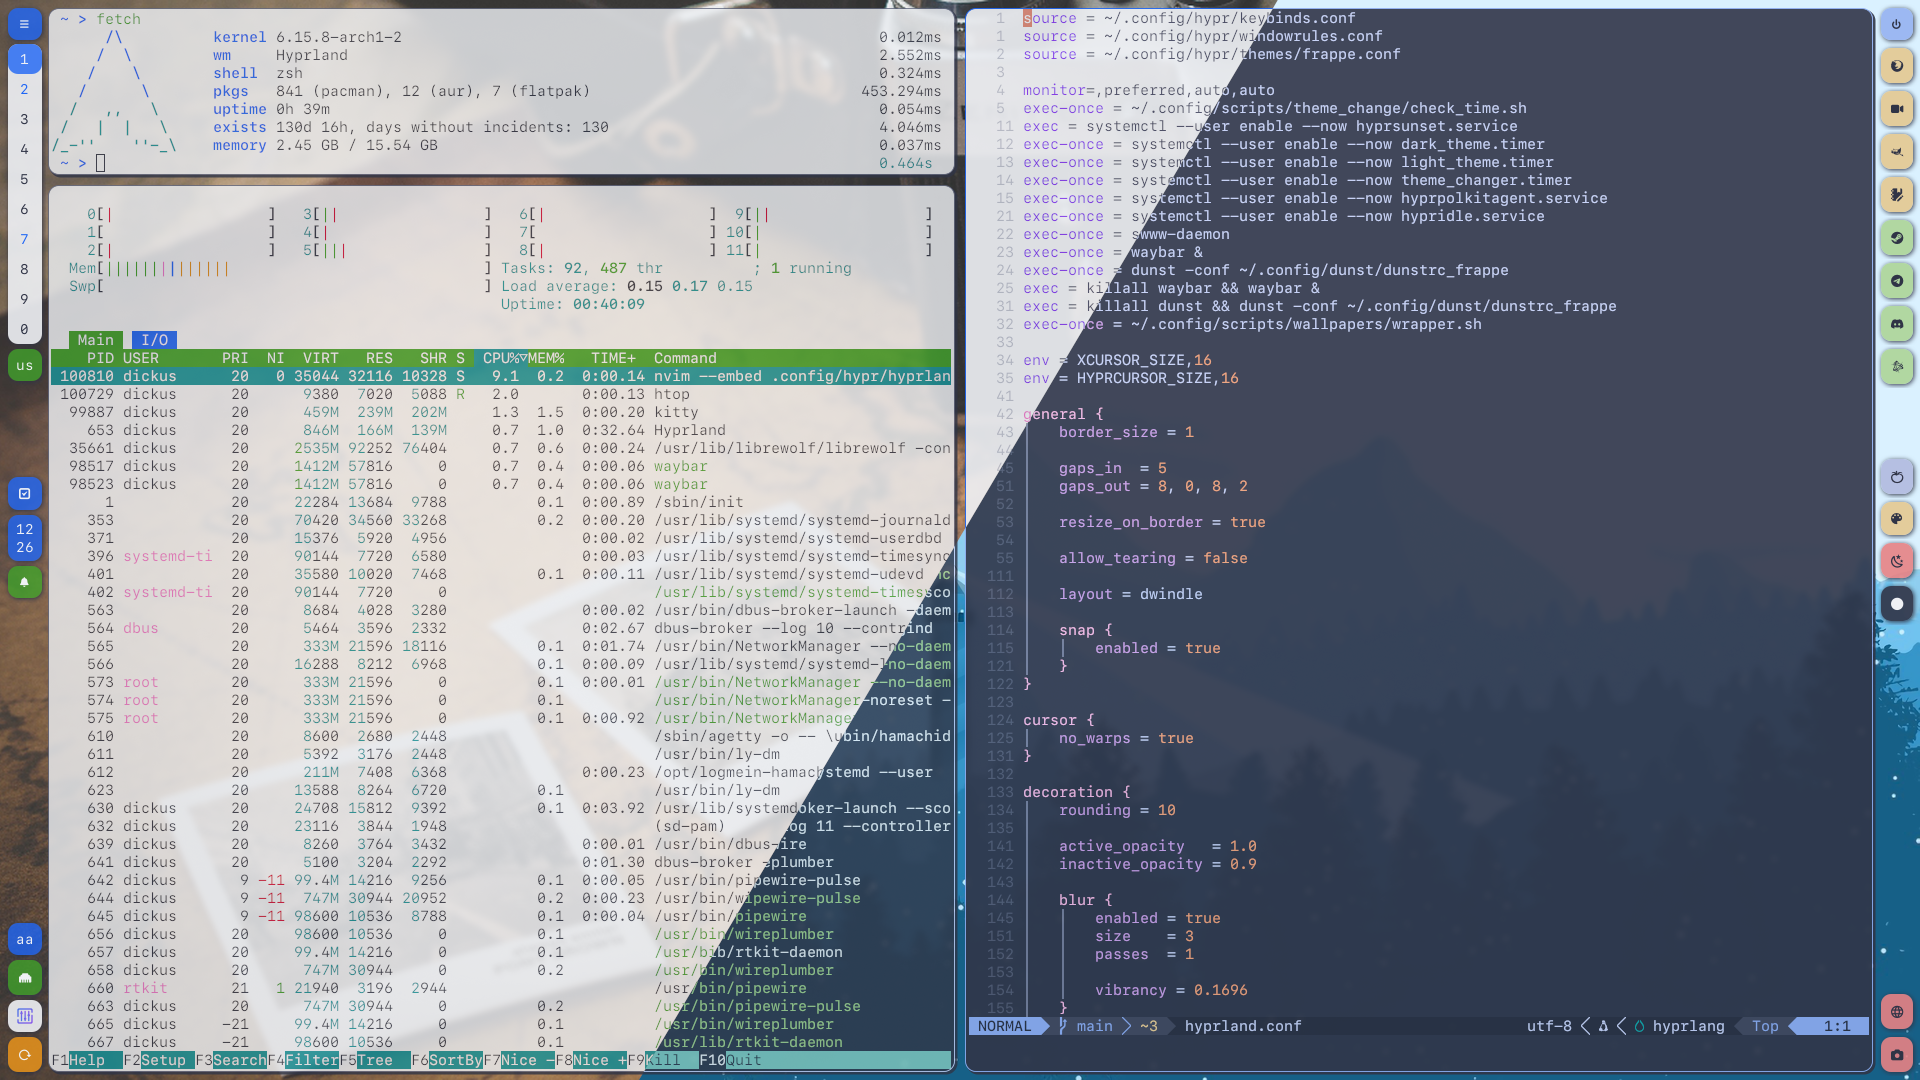 1
2
3
4
5
6
7
8
9
0
us
12
26
aa
~ > fetch
kernel 6.15.8-arch1-2 0.012ms
wm Hyprland 2.552ms
shell zsh 0.324ms
pkgs 841 (pacman), 12 (aur), 7 (flatpak) 453.294ms
uptime 0h 39m 0.054ms
exists 130d 16h, days without incidents: 130 4.046ms
memory 2.45 GB / 15.54 GB 0.037ms
~ > 0.464s
0[| ] 3[|| ] 6[| ] 9[|| ]
1[ ] 4[| ] 7[ ] 10[| ]
2[| ] 5[||| ] 8[| ] 11[| ]
Mem[|||||||||||||| ] Tasks: 92, 487 thr ; 1 running
Swp[ ] Load average: 0.15 0.17 0.15
Uptime: 00:40:09
Main I/O
PID USER PRI NI VIRT RES SHR S CPU%▽MEM% TIME+ Command
100810 dickus 20 0 35044 32116 10328 S 9.1 0.2 0:00.14 nvim --embed .config/hypr/hyprlan
100729 dickus 20 9380 7020 5088 R 2.0 0:00.13 htop
99887 dickus 20 459M 239M 202M 1.3 1.5 0:00.20 kitty
653 dickus 20 846M 166M 139M 0.7 1.0 0:32.64 Hyprland
35661 dickus 20 2535M 92252 76404 0.7 0.6 0:00.24 /usr/lib/librewolf/librewolf -con
98517 dickus 20 1412M 57816 0 0.7 0.4 0:00.06 waybar
98523 dickus 20 1412M 57816 0 0.7 0.4 0:00.06 waybar
1 20 22284 13684 9788 0.1 0:00.89 /sbin/init
353 20 70420 34560 33268 0.2 0:00.20 /usr/lib/systemd/systemd-journald
371 20 15376 5920 4956 0:00.02 /usr/lib/systemd/systemd-userdbd
396 systemd-ti 20 90144 7720 6580 0:00.03 /usr/lib/systemd/systemd-timesync
401 20 35580 10020 7468 0.1 0:00.11 /usr/lib/systemd/systemd-udevd nc
402 systemd-ti 20 90144 7720 0 /usr/lib/systemd/systemd-timessco
563 20 8684 4028 3280 0:00.02 /usr/bin/dbus-broker-launch -daem
564 dbus 20 5464 3596 2332 0:02.67 dbus-broker --log 10 --contrind
565 20 333M 21596 18116 0.1 0:01.74 /usr/bin/NetworkManager --no-daem
566 20 16288 8212 6968 0.1 0:00.09 /usr/lib/systemd/systemd-lno-daem
573 root 20 333M 21596 0 0.1 0:00.01 /usr/bin/NetworkManager --no-daem
574 root 20 333M 21596 0 0.1 /usr/bin/NetworkManager-noreset -
575 root 20 333M 21596 0 0.1 0:00.92 /usr/bin/NetworkManage
610 20 8600 2680 2448 /sbin/agetty -o -- \ubin/hamachid
611 20 5392 3176 2448 /usr/bin/ly-dm
612 20 211M 7408 6368 0:00.23 /opt/logmein-hamacystemd --user
623 20 13588 8264 6720 0.1 /usr/bin/ly-dm
630 dickus 20 24708 15812 9392 0.1 0:03.92 /usr/lib/systemdoker-launch --sco
632 dickus 20 23116 3844 1948 (sd-pam) og 11 --controller
639 dickus 20 8260 3764 3432 0:00.01 /usr/bin/dbus-ire
641 dickus 20 5100 3204 2292 0:01.30 dbus-broker -plumber
642 dickus 9 -11 99.4M 14216 9256 0.1 0:00.05 /usr/bin/pipewire-pulse
644 dickus 9 -11 747M 30944 20952 0.2 0:00.23 /usr/bin/wipewire-pulse
645 dickus 9 -11 98600 10536 8788 0.1 0:00.04 /usr/bin/pipewire
656 dickus 20 98600 10536 0 0.1 /usr/bin/wireplumber
657 dickus 20 99.4M 14216 0 0.1 /usr/bib/rtkit-daemon
658 dickus 20 747M 30944 0 0.2 /usr/bin/wireplumber
660 rtkit 21 1 21940 3196 2944 /usr/bin/pipewire
663 dickus 20 747M 30944 0 0.2 /usr/bin/pipewire-pulse
665 dickus -21 99.4M 14216 0 0.1 /usr/bin/wireplumber
667 dickus -21 98600 10536 0 0.1 /usr/lib/rtkit-daemon
F1Help F2Setup F3SearchF4FilterF5Tree F6SortByF7Nice -F8Nice +F9Kill F10Quit
1 source = ~/.config/hypr/keybinds.conf
1 source = ~/.config/hypr/windowrules.conf
2 source = ~/.config/hypr/themes/frappe.conf
3
4 monitor=,preferred,auto,auto
5 exec-once = ~/.config/scripts/theme_change/check_time.sh
11 exec = systemctl --user enable --now hyprsunset.service
12 exec-once = systemctl --user enable --now dark_theme.timer
13 exec-once = systemctl --user enable --now light_theme.timer
14 exec-once = systemctl --user enable --now theme_changer.timer
15 exec-once = systemctl --user enable --now hyprpolkitagent.service
21 exec-once = systemctl --user enable --now hypridle.service
22 exec-once = swww-daemon
23 exec-once = waybar &
24 exec-once = dunst -conf ~/.config/dunst/dunstrc_frappe
25 exec = killall waybar && waybar &
31 exec = killall dunst && dunst -conf ~/.config/dunst/dunstrc_frappe
32 exec-once = ~/.config/scripts/wallpapers/wrapper.sh
33
34 env = XCURSOR_SIZE,16
35 env = HYPRCURSOR_SIZE,16
41
42 general {
43 border_size = 1
44
45 gaps_in = 5
51 gaps_out = 8, 0, 8, 2
52
53 resize_on_border = true
54
55 allow_tearing = false
111
112 layout = dwindle
113
114 snap {
115 enabled = true
121 }
122 }
123
124 cursor {
125 no_warps = true
131 }
132
133 decoration {
134 rounding = 10
135
141 active_opacity = 1.0
142 inactive_opacity = 0.9
143
144 blur {
145 enabled = true
151 size = 3
152 passes = 1
153
154 vibrancy = 0.1696
155 }
NORMAL main ~3 hyprland.conf utf-8 hyprlang Top 1:1